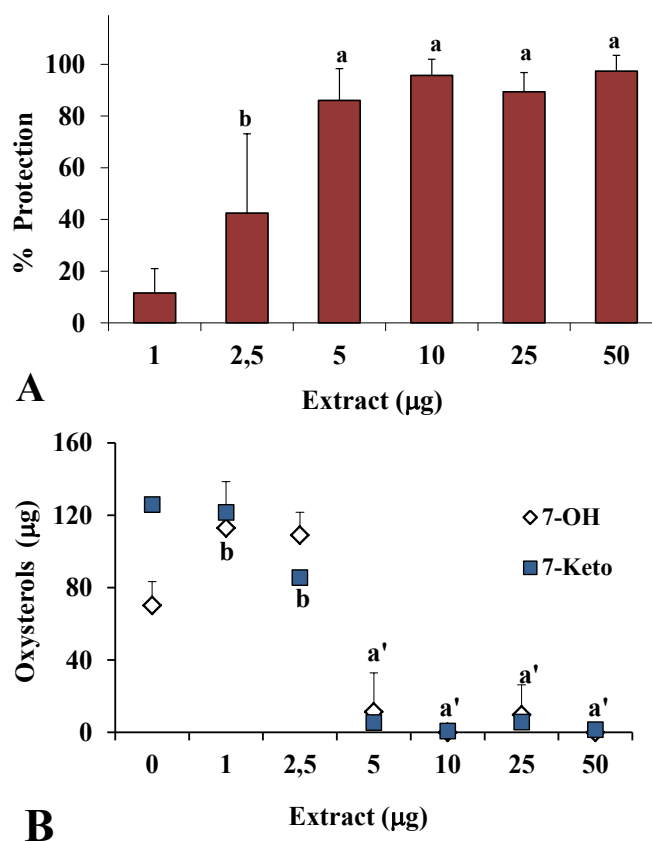 a
a
a
a
b
100
80
60
40
20
0
% Protection
1 2,5 5 10 25 50
A
Extract (μg)
160
120
80
40
0
Oxysterols (μg)
7-OH
7-Keto
b
b
a'
a'
a'
a'
0 1 2,5 5 10 25 50
B
Extract (μg)